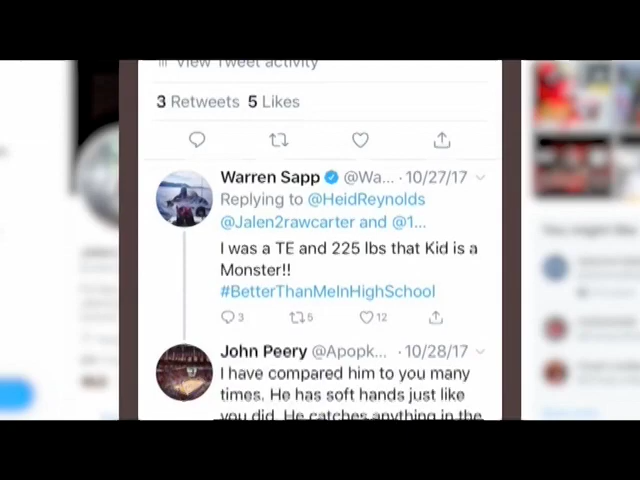 View Tweet activity
3 Retweets 5 Likes
Warren Sapp @Wa... · 10/27/17
Replying to @HeidReynolds
@Jalen2rawcarter and @1...
I was a TE and 225 lbs that Kid is a
Monster!!
#BetterThanMeInHighSchool
3 5 12
John Peery @Apopk... · 10/28/17
I have compared him to you many
times. He has soft hands just like
you did. He catches anything in the